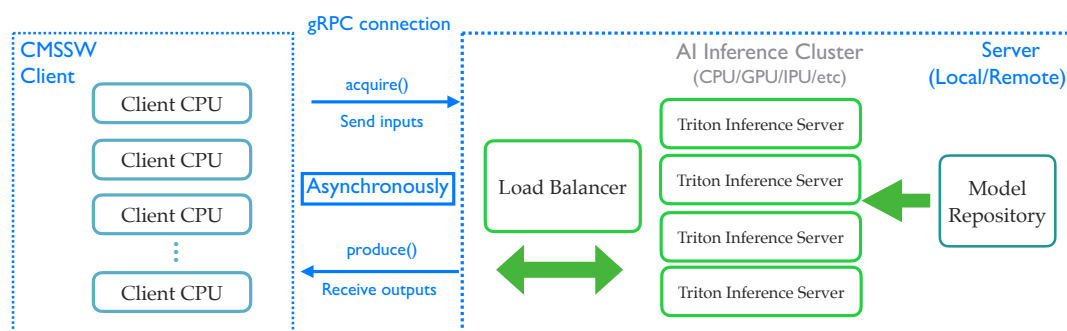 gRPC connection
CMSSW
Client
Client CPU
Client CPU
Client CPU
Client CPU
acquire()
Send inputs
Asynchronously
produce()
Receive outputs
AI Inference Cluster
(CPU/GPU/IPU/etc)
Server
(Local/Remote)
Load Balancer
Triton Inference Server
Triton Inference Server
Triton Inference Server
Triton Inference Server
Model
Repository